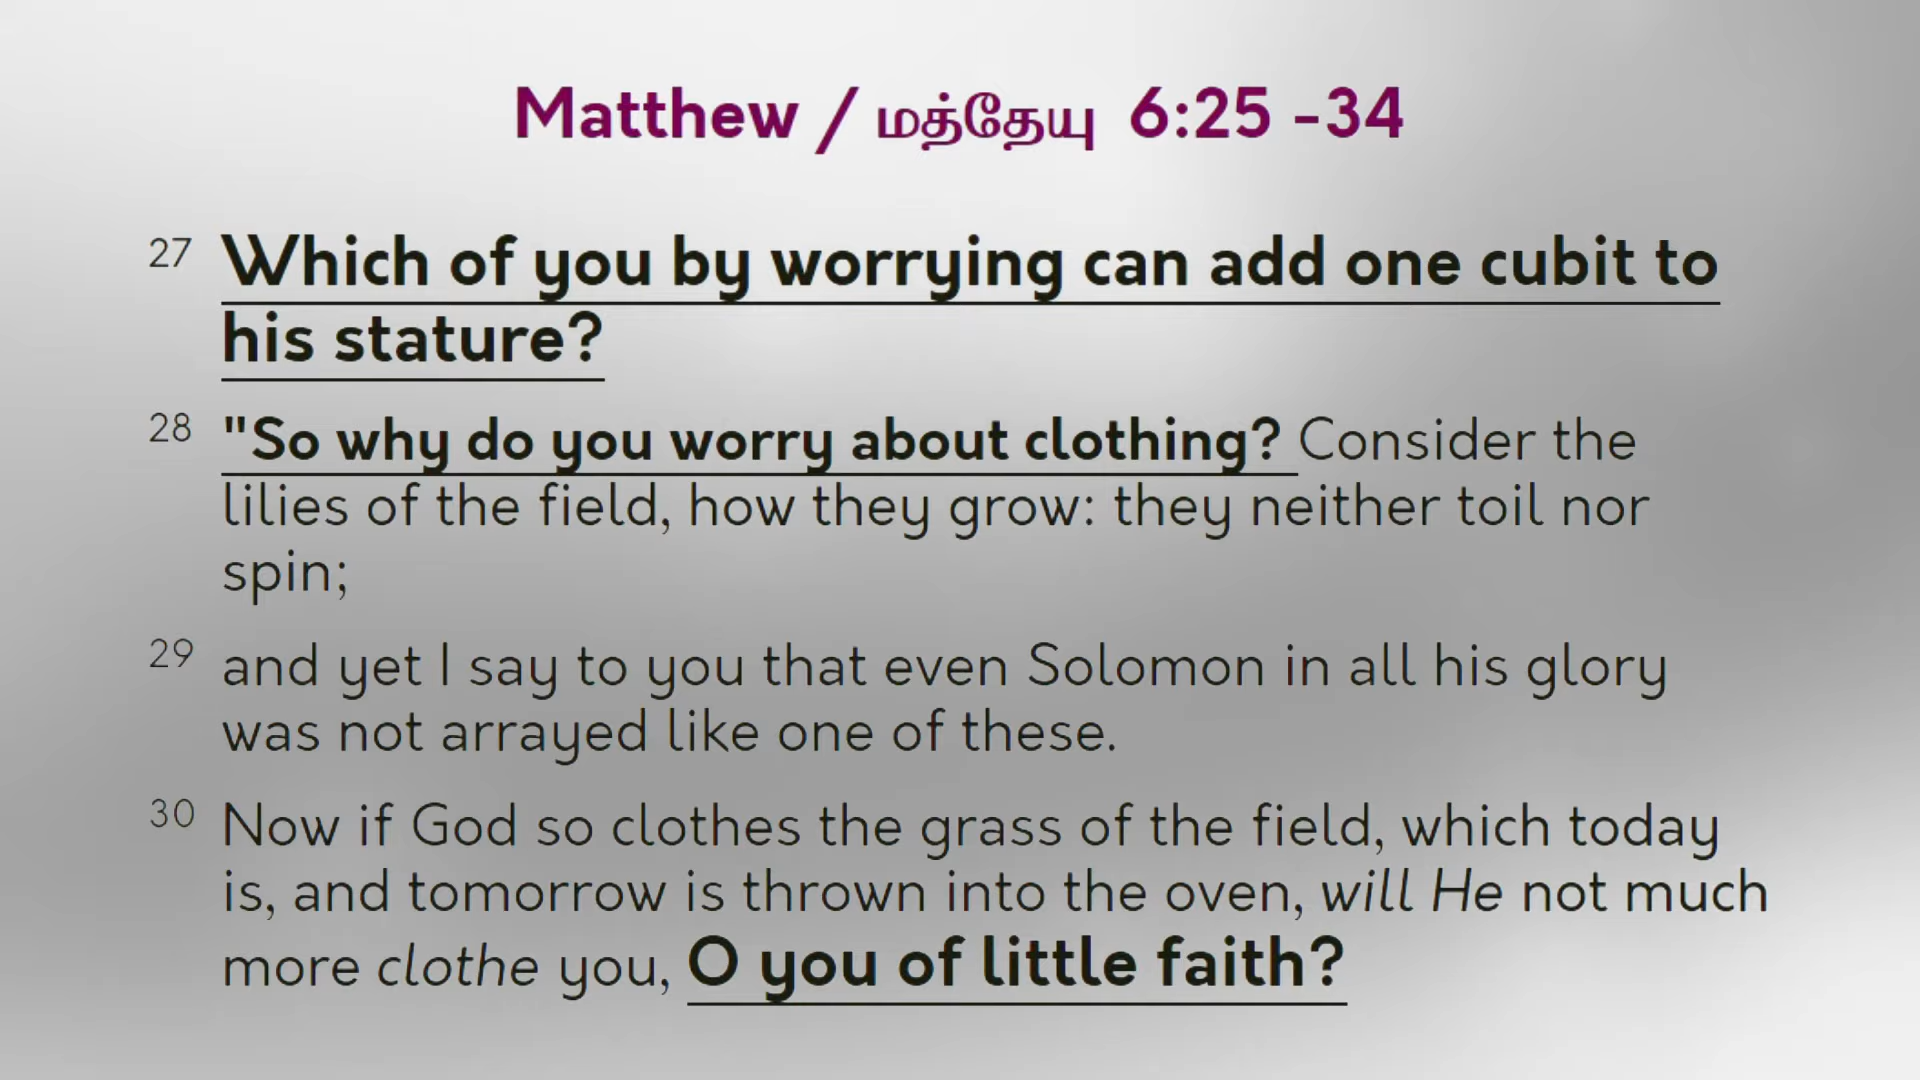 Matthew / மத்தேயு 6:25 -34
27 Which of you by worrying can add one cubit to
his stature?
28 "So why do you worry about clothing? Consider the
lilies of the field, how they grow: they neither toil nor
spin;
29 and yet I say to you that even Solomon in all his glory
was not arrayed like one of these.
30 Now if God so clothes the grass of the field, which today
is, and tomorrow is thrown into the oven, will He not much
more clothe you, O you of little faith?